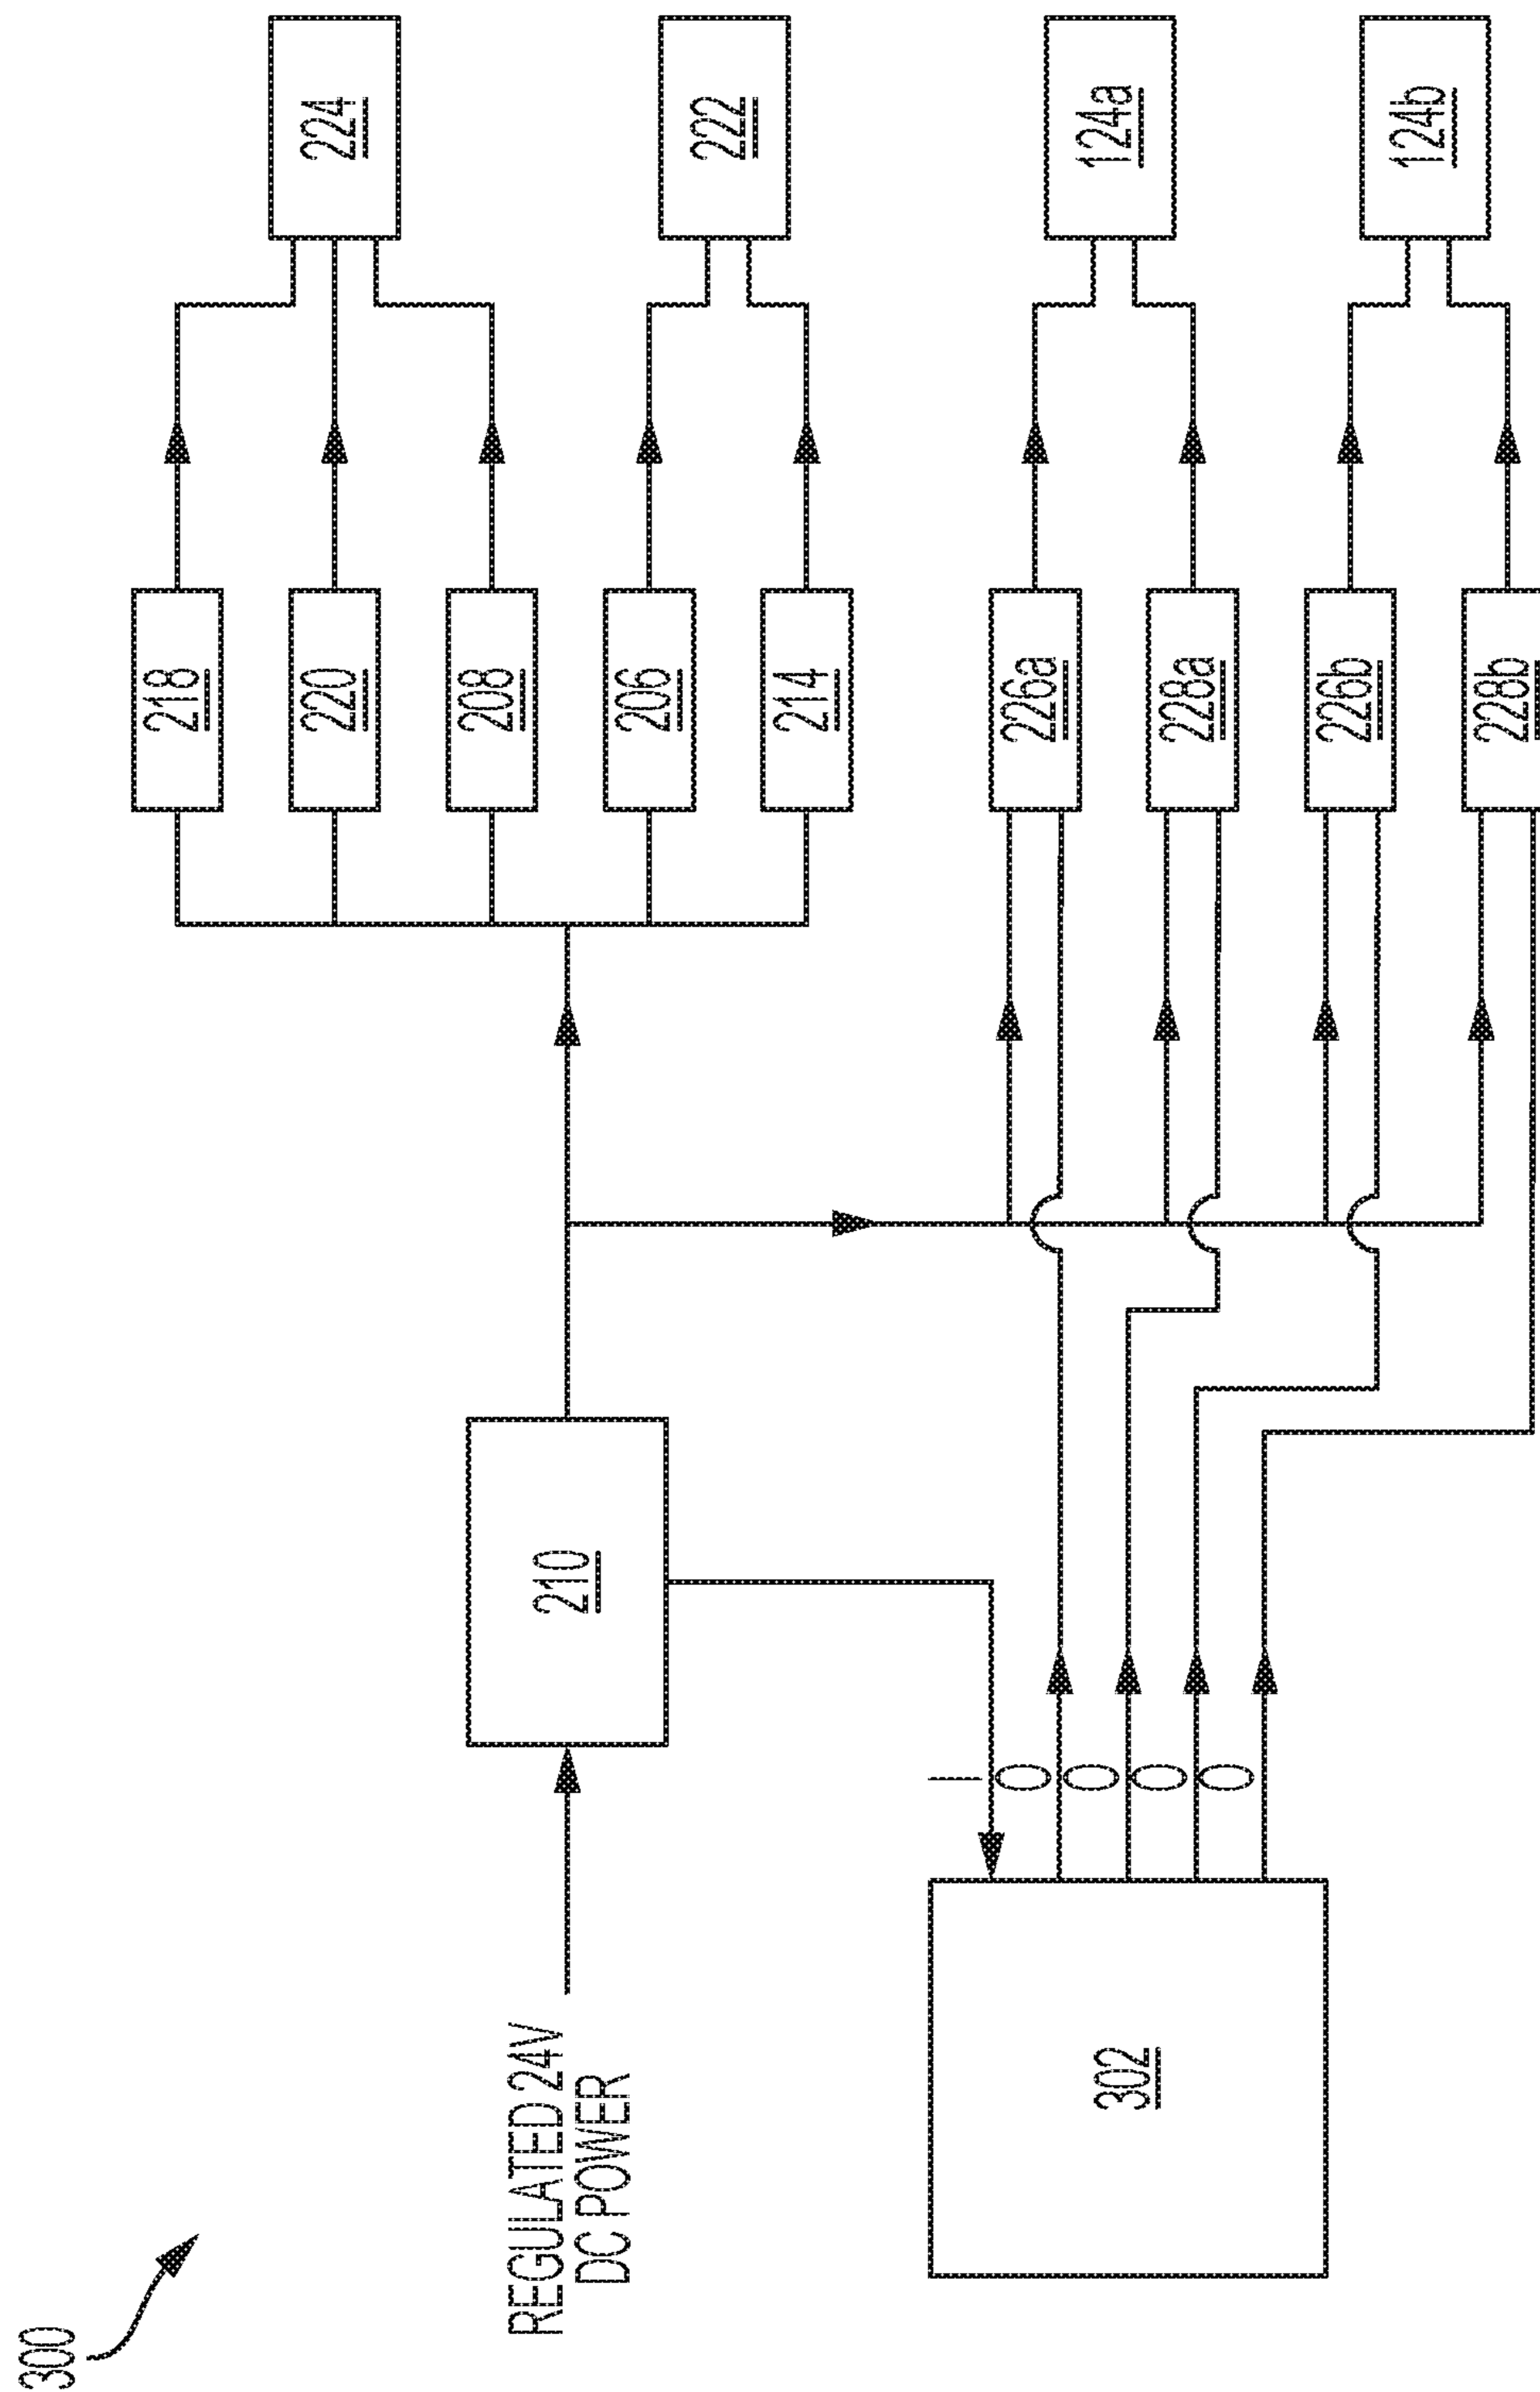 300
218
220
224
208
REGULATED 24V
DC POWER
210
206
222
214
302
I
O
O
O
O
226a
124a
228a
226b
124b
228b